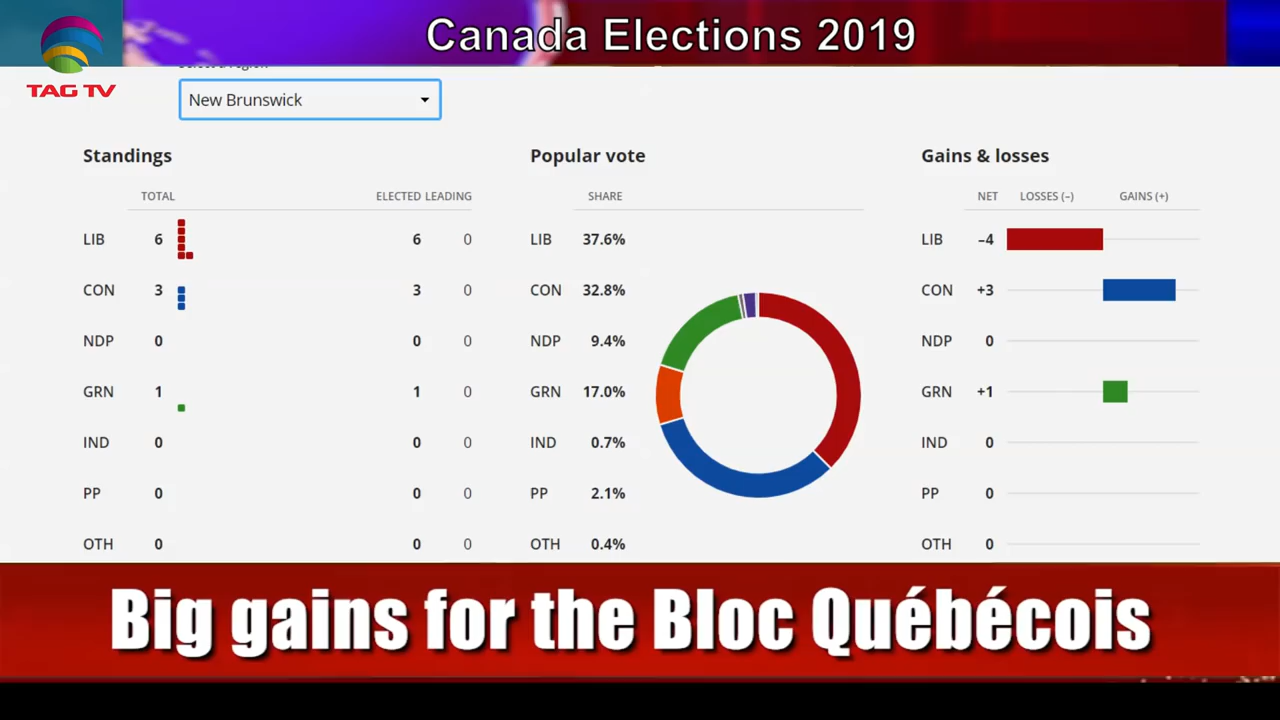 Canada Elections 2019
TAG TV
Select a region
New Brunswick
Standings
TOTAL ELECTED LEADING
LIB 6 6 0
CON 3 3 0
NDP 0 0 0
GRN 1 1 0
IND 0 0 0
PP 0 0 0
OTH 0 0 0
Popular vote
SHARE
LIB 37.6%
CON 32.8%
NDP 9.4%
GRN 17.0%
IND 0.7%
PP 2.1%
OTH 0.4%
Gains & losses
NET LOSSES (–) GAINS (+)
LIB –4
CON +3
NDP 0
GRN +1
IND 0
PP 0
OTH 0
Big gains for the Bloc Québécois